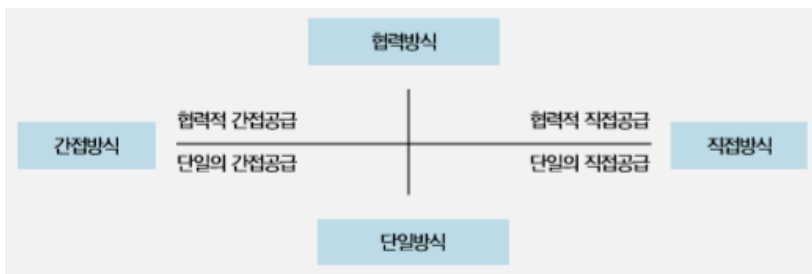 협력방식
협력적 간접공급
협력적 직접공급
간접방식
직접방식
단일의 간접공급
단일의 직접공급
단일방식